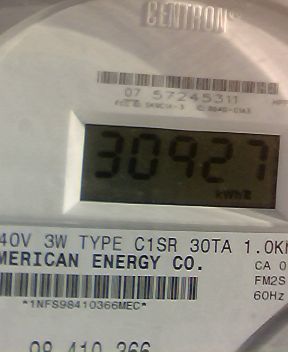 CENTRON®
07 57245311
30927
kWh
40V 3W TYPE C1SR 30TA 1.0K
MERICAN ENERGY CO.
CA 0
FM2S
60Hz
*1NFS98410366MEC*
98 410 366